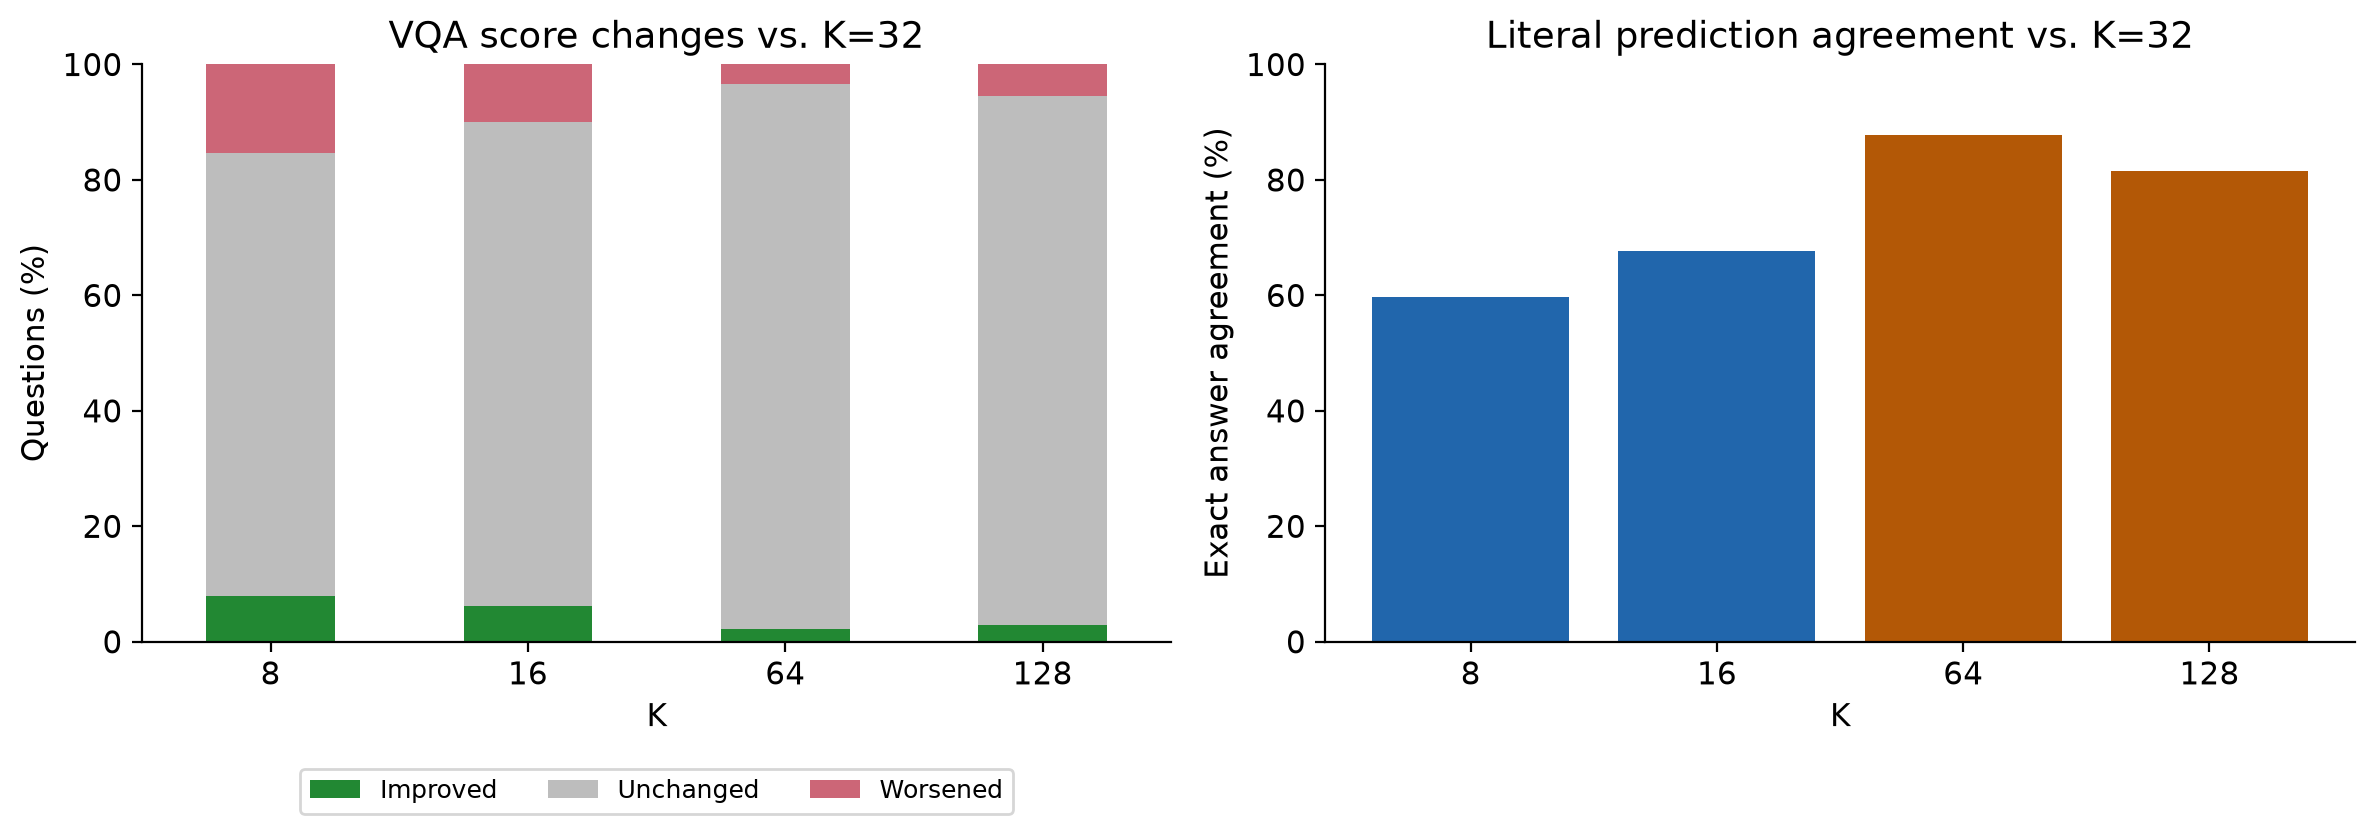 VQA score changes vs. K=32
100
80
60
40
20
0
Questions (%)
8 16 64 128
K
Improved Unchanged Worsened
Literal prediction agreement vs. K=32
100
80
60
40
20
0
Exact answer agreement (%)
8 16 64 128
K